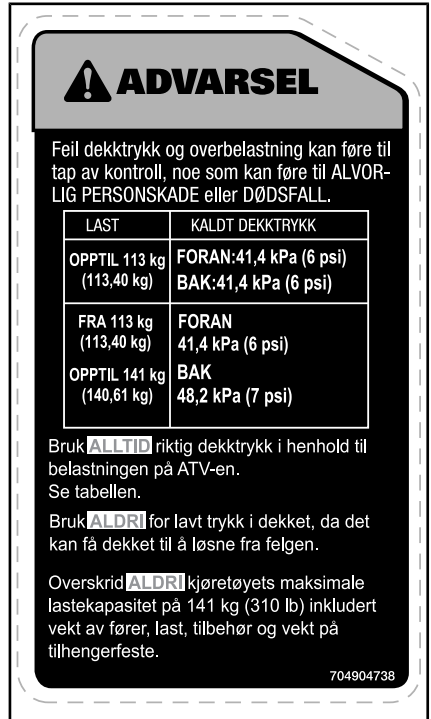 ADVARSEL
Feil dekktrykk og overbelastning kan føre til
tap av kontroll, noe som kan føre til ALVOR-
LIG PERSONSKADE eller DØDSFALL.
LAST KALDT DEKKTRYKK
OPPTIL 113 kg FORAN:41,4 kPa (6 psi)
(113,40 kg) BAK:41,4 kPa (6 psi)
FRA 113 kg FORAN
(113,40 kg) 41,4 kPa (6 psi)
OPPTIL 141 kg BAK
(140,61 kg) 48,2 kPa (7 psi)
Bruk ALLTID riktig dekktrykk i henhold til
belastningen på ATV-en.
Se tabellen.
Bruk ALDRI for lavt trykk i dekket, da det
kan få dekket til å løsne fra felgen.
Overskrid ALDRI kjøretøyets maksimale
lastekapasitet på 141 kg (310 lb) inkludert
vekt av fører, last, tilbehør og vekt på
tilhengerfeste.
704904738